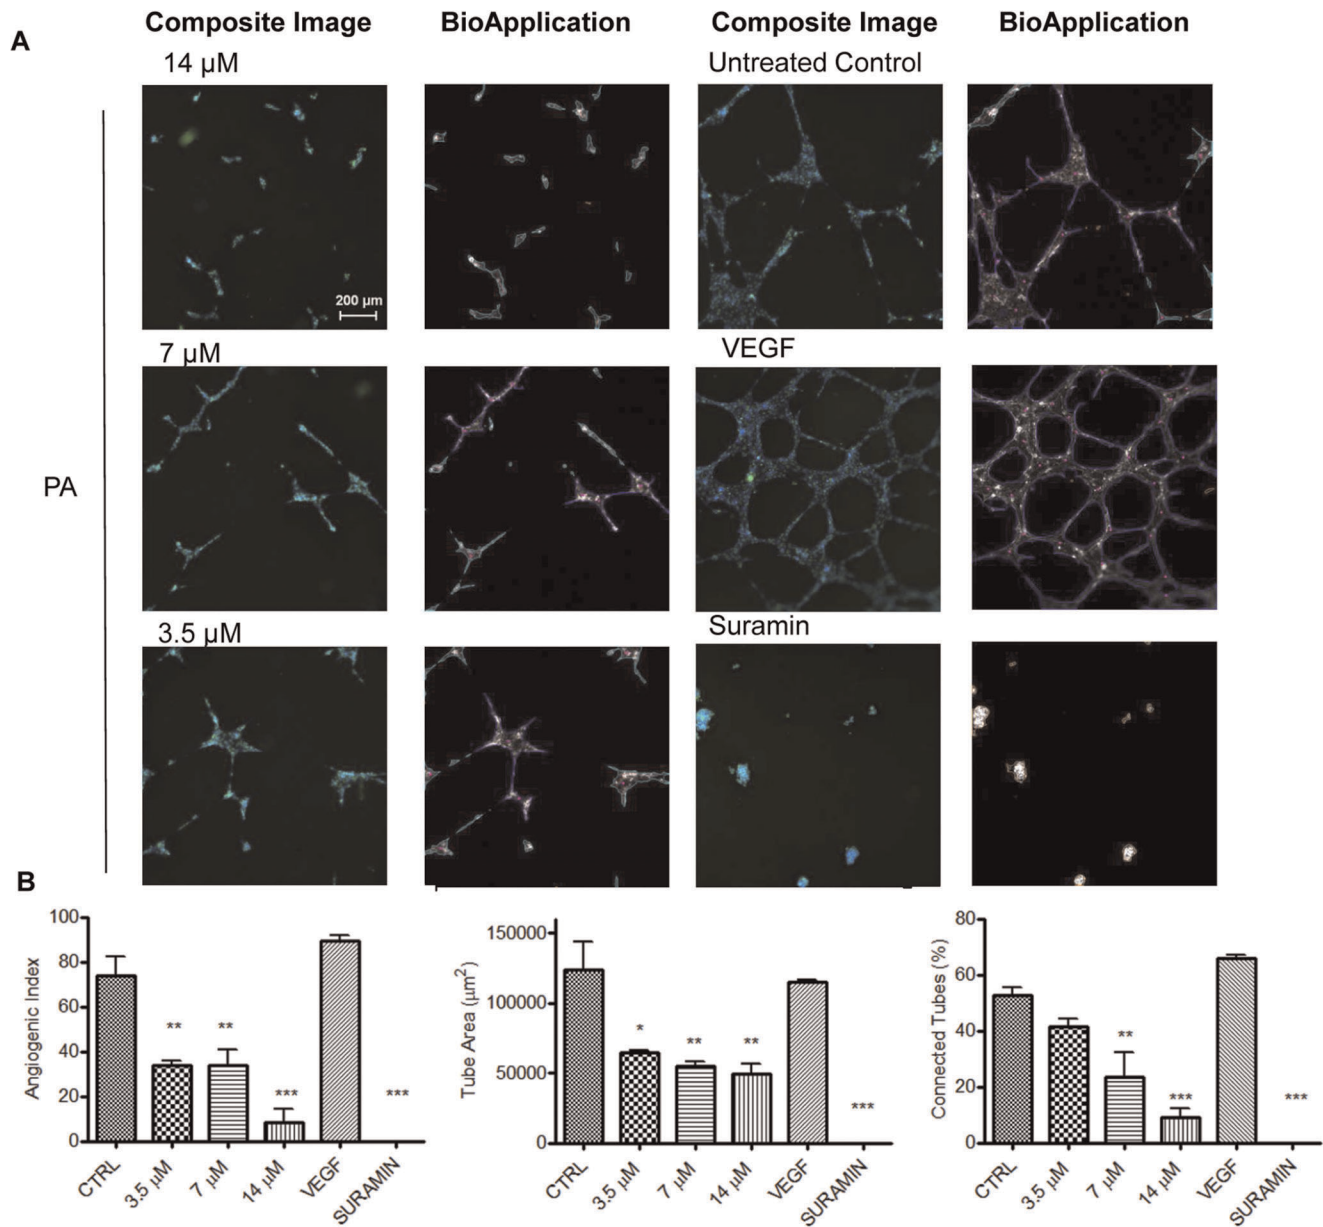 A
Composite Image BioApplication Composite Image BioApplication
14 μM Untreated Control
200 μm
7 μM VEGF
PA
3.5 μM Suramin
B
Angiogenic Index
100
80
60
40
20
0
** ** *** ***
CTRL 3.5 μM 7 μM 14 μM VEGF SURAMIN
Tube Area (μm²)
150000
100000
50000
0
* ** ** ***
CTRL 3.5 μM 7 μM 14 μM VEGF SURAMIN
Connected Tubes (%)
80
60
40
20
0
** *** ***
CTRL 3.5 μM 7 μM 14 μM VEGF SURAMIN